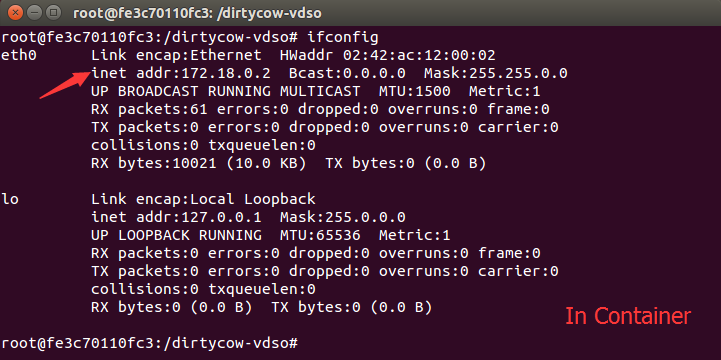 root@fe3c70110fc3: /dirtycow-vdso
root@fe3c70110fc3:/dirtycow-vdso# ifconfig
eth0      Link encap:Ethernet  HWaddr 02:42:ac:12:00:02
          inet addr:172.18.0.2  Bcast:0.0.0.0  Mask:255.255.0.0
          UP BROADCAST RUNNING MULTICAST  MTU:1500  Metric:1
          RX packets:61 errors:0 dropped:0 overruns:0 frame:0
          TX packets:0 errors:0 dropped:0 overruns:0 carrier:0
          collisions:0 txqueuelen:0
          RX bytes:10021 (10.0 KB)  TX bytes:0 (0.0 B)
lo        Link encap:Local Loopback
          inet addr:127.0.0.1  Mask:255.0.0.0
          UP LOOPBACK RUNNING  MTU:65536  Metric:1
          RX packets:0 errors:0 dropped:0 overruns:0 frame:0
          TX packets:0 errors:0 dropped:0 overruns:0 carrier:0
          collisions:0 txqueuelen:0
          RX bytes:0 (0.0 B)  TX bytes:0 (0.0 B)
In Container
root@fe3c70110fc3:/dirtycow-vdso#